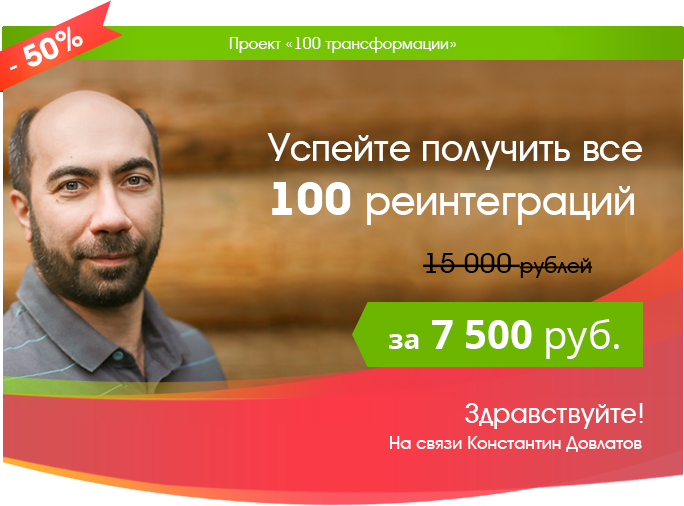 - 50%
Проект «100 трансформации»
Успейте получить все
100 реинтеграций
15 000 рублей
за 7 500 руб.
Здравствуйте!
На связи Константин Довлатов